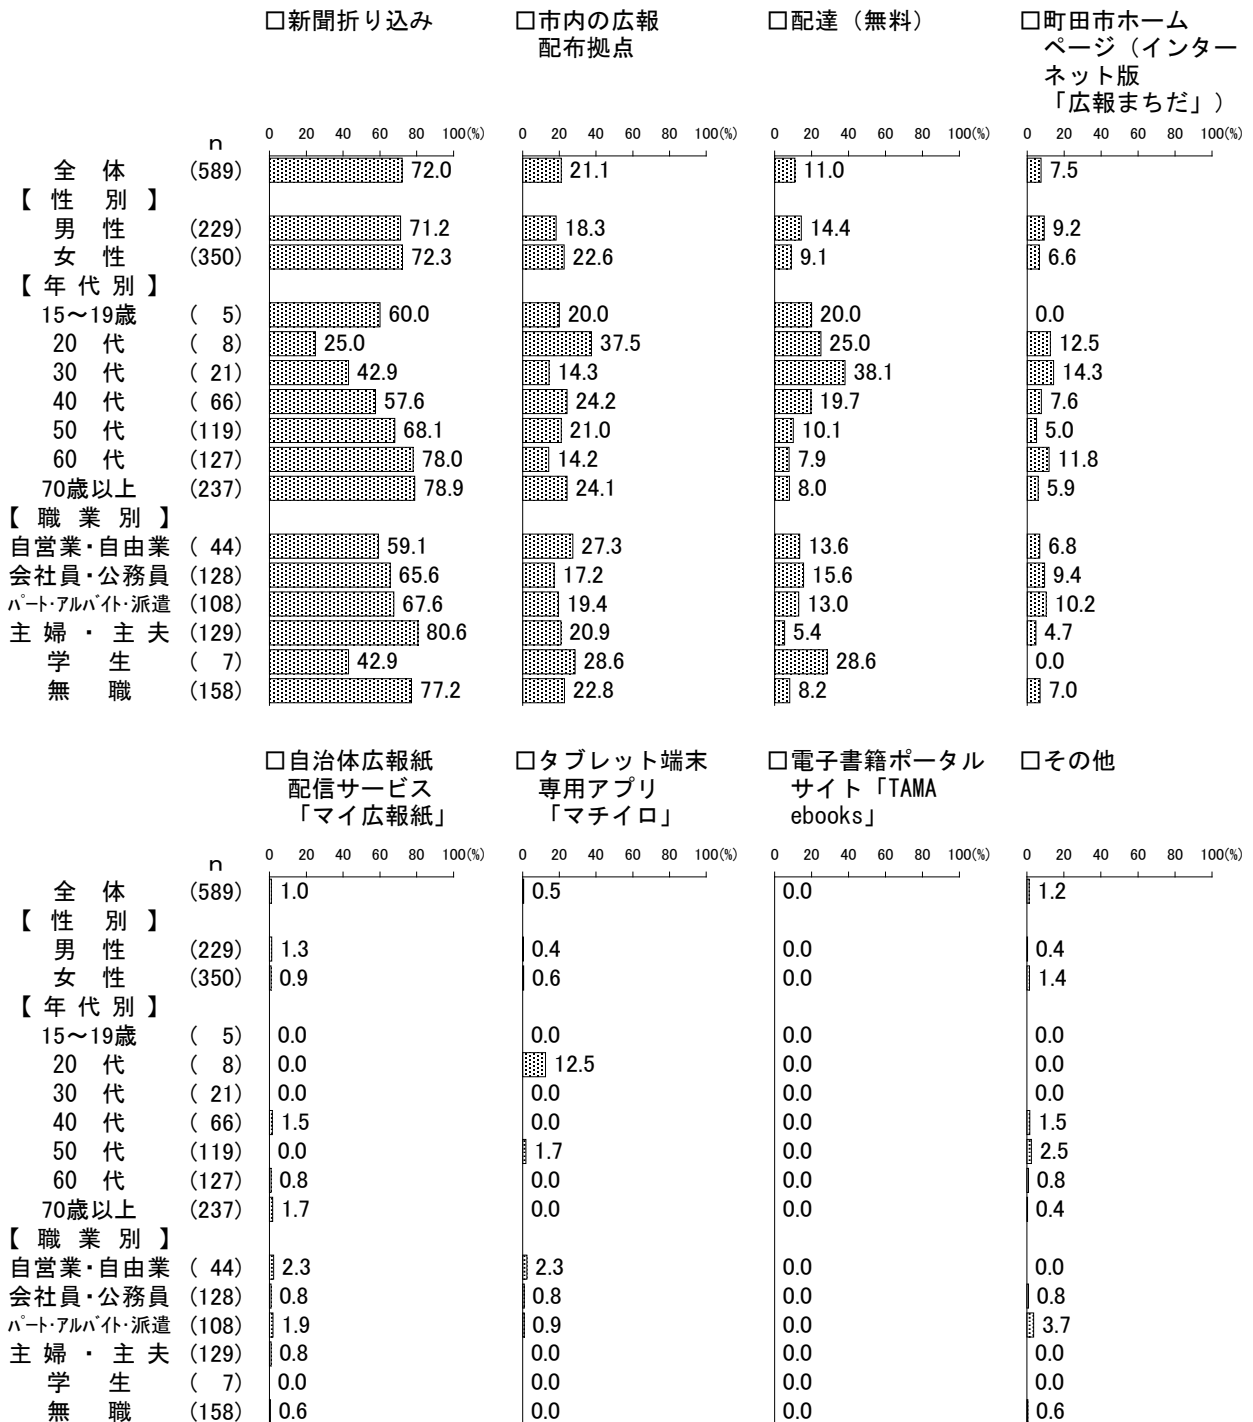 □新聞折り込み
□市内の広報
配布拠点
□配達（無料）
□町田市ホーム
ページ（インター
ネット版
「広報まちだ」）
n 0 20 40 60 80 100(%) 0 20 40 60 80 100(%) 0 20 40 60 80 100(%) 0 20 40 60 80 100(%)
全 体 (589) 72.0 21.1 11.0 7.5
【 性 別 】
男 性 (229) 71.2 18.3 14.4 9.2
女 性 (350) 72.3 22.6 9.1 6.6
【 年 代 別 】
15～19歳 ( 5) 60.0 20.0 20.0 0.0
20 代 ( 8) 25.0 37.5 25.0 12.5
30 代 ( 21) 42.9 14.3 38.1 14.3
40 代 ( 66) 57.6 24.2 19.7 7.6
50 代 (119) 68.1 21.0 10.1 5.0
60 代 (127) 78.0 14.2 7.9 11.8
70歳以上 (237) 78.9 24.1 8.0 5.9
【 職 業 別 】
自営業・自由業 ( 44) 59.1 27.3 13.6 6.8
会社員・公務員 (128) 65.6 17.2 15.6 9.4
パート・アルバイト・派遣 (108) 67.6 19.4 13.0 10.2
主 婦 ・ 主 夫 (129) 80.6 20.9 5.4 4.7
学 生 ( 7) 42.9 28.6 28.6 0.0
無 職 (158) 77.2 22.8 8.2 7.0
□自治体広報紙
配信サービス
「マイ広報紙」
□タブレット端末
専用アプリ
「マチイロ」
□電子書籍ポータル
サイト「TAMA
ebooks」
□その他
n 0 20 40 60 80 100(%) 0 20 40 60 80 100(%) 0 20 40 60 80 100(%) 0 20 40 60 80 100(%)
全 体 (589) 1.0 0.5 0.0 1.2
【 性 別 】
男 性 (229) 1.3 0.4 0.0 0.4
女 性 (350) 0.9 0.6 0.0 1.4
【 年 代 別 】
15～19歳 ( 5) 0.0 0.0 0.0 0.0
20 代 ( 8) 0.0 12.5 0.0 0.0
30 代 ( 21) 0.0 0.0 0.0 0.0
40 代 ( 66) 1.5 0.0 0.0 1.5
50 代 (119) 0.0 1.7 0.0 2.5
60 代 (127) 0.8 0.0 0.0 0.8
70歳以上 (237) 1.7 0.0 0.0 0.4
【 職 業 別 】
自営業・自由業 ( 44) 2.3 2.3 0.0 0.0
会社員・公務員 (128) 0.8 0.8 0.0 0.8
パート・アルバイト・派遣 (108) 1.9 0.9 0.0 3.7
主 婦 ・ 主 夫 (129) 0.8 0.0 0.0 0.0
学 生 ( 7) 0.0 0.0 0.0 0.0
無 職 (158) 0.6 0.0 0.0 0.6